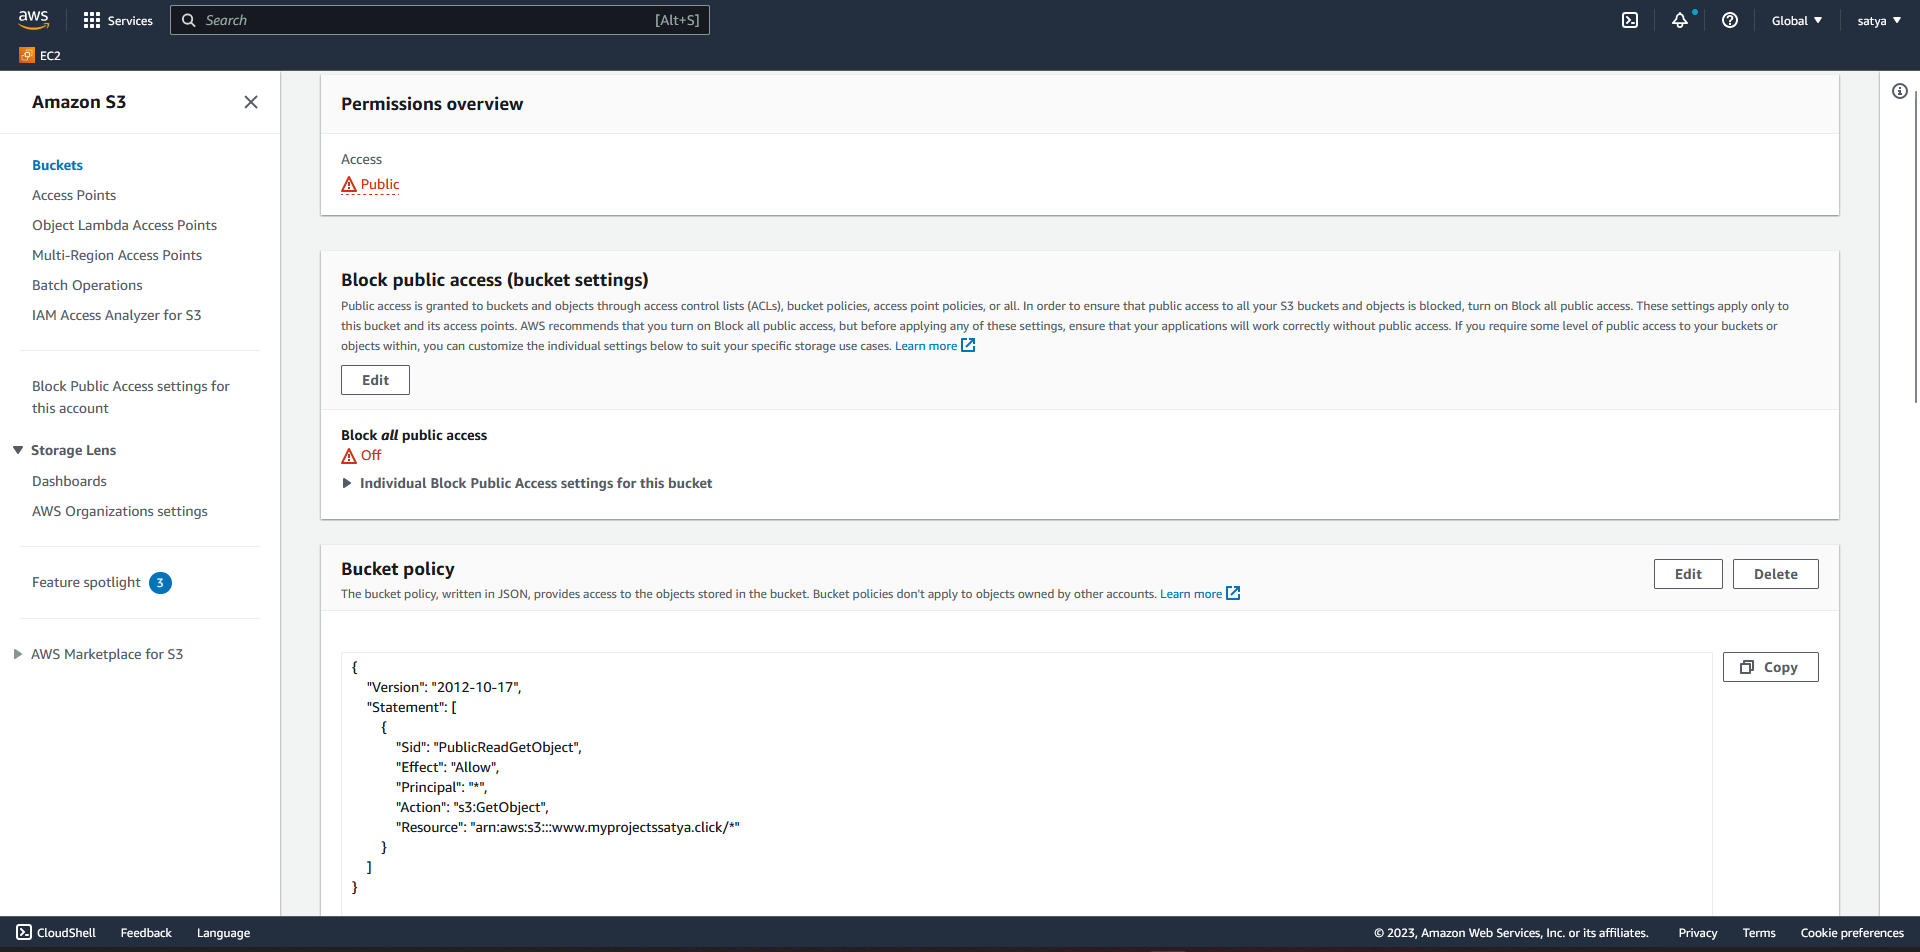 aws
Services
Search
[Alt+S]
Global
satya
EC2
Amazon S3
Buckets
Access Points
Object Lambda Access Points
Multi-Region Access Points
Batch Operations
IAM Access Analyzer for S3
Block Public Access settings for
this account
Storage Lens
Dashboards
AWS Organizations settings
Feature spotlight 3
AWS Marketplace for S3
Permissions overview
Access
Public
Block public access (bucket settings)
Public access is granted to buckets and objects through access control lists (ACLs), bucket policies, access point policies, or all. In order to ensure that public access to all your S3 buckets and objects is blocked, turn on Block all public access. These settings apply only to
this bucket and its access points. AWS recommends that you turn on Block all public access, but before applying any of these settings, ensure that your applications will work correctly without public access. If you require some level of public access to your buckets or
objects within, you can customize the individual settings below to suit your specific storage use cases. Learn more
Edit
Block all public access
Off
Individual Block Public Access settings for this bucket
Bucket policy
Edit
Delete
The bucket policy, written in JSON, provides access to the objects stored in the bucket. Bucket policies don't apply to objects owned by other accounts. Learn more
Copy
{
"Version": "2012-10-17",
"Statement": [
{
"Sid": "PublicReadGetObject",
"Effect": "Allow",
"Principal": "*",
"Action": "s3:GetObject",
"Resource": "arn:aws:s3:::www.myprojectssatya.click/*"
}
]
}
CloudShell
Feedback
Language
© 2023, Amazon Web Services, Inc. or its affiliates.
Privacy
Terms
Cookie preferences